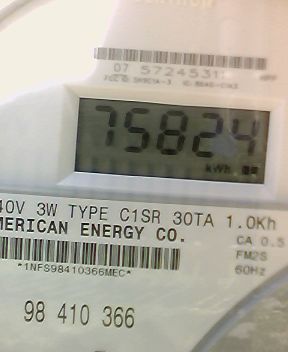 07 5724531
75824
kWh
40V 3W TYPE C1SR 30TA 1.0Kh
MERICAN ENERGY CO.
CA 0.5
*1NFS98410366MEC*
FM2S
60Hz
98 410 366